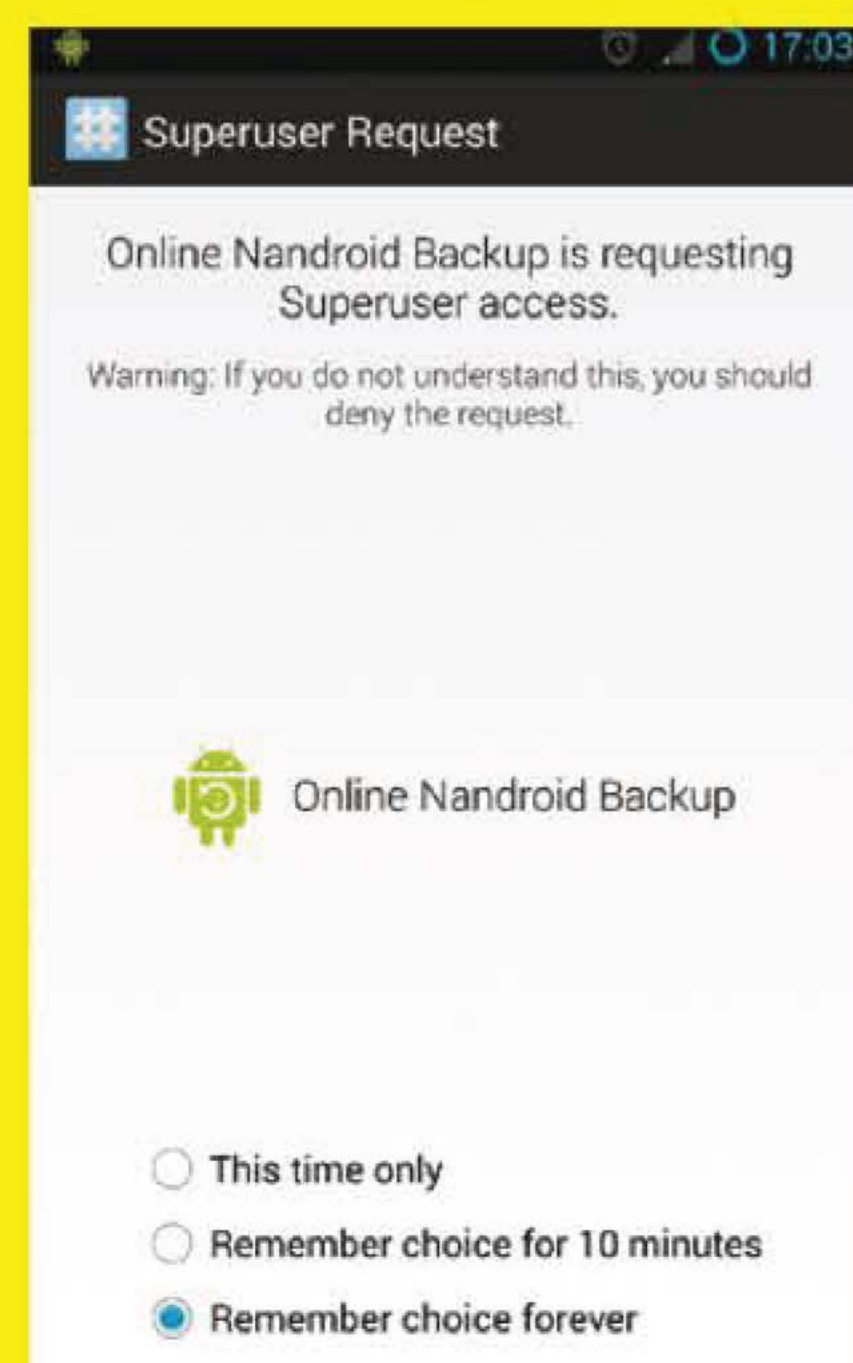 17:03
Superuser Request
Online Nandroid Backup is requesting
Superuser access.
Warning: If you do not understand this, you should
deny the request.
Online Nandroid Backup
This time only
Remember choice for 10 minutes
Remember choice forever